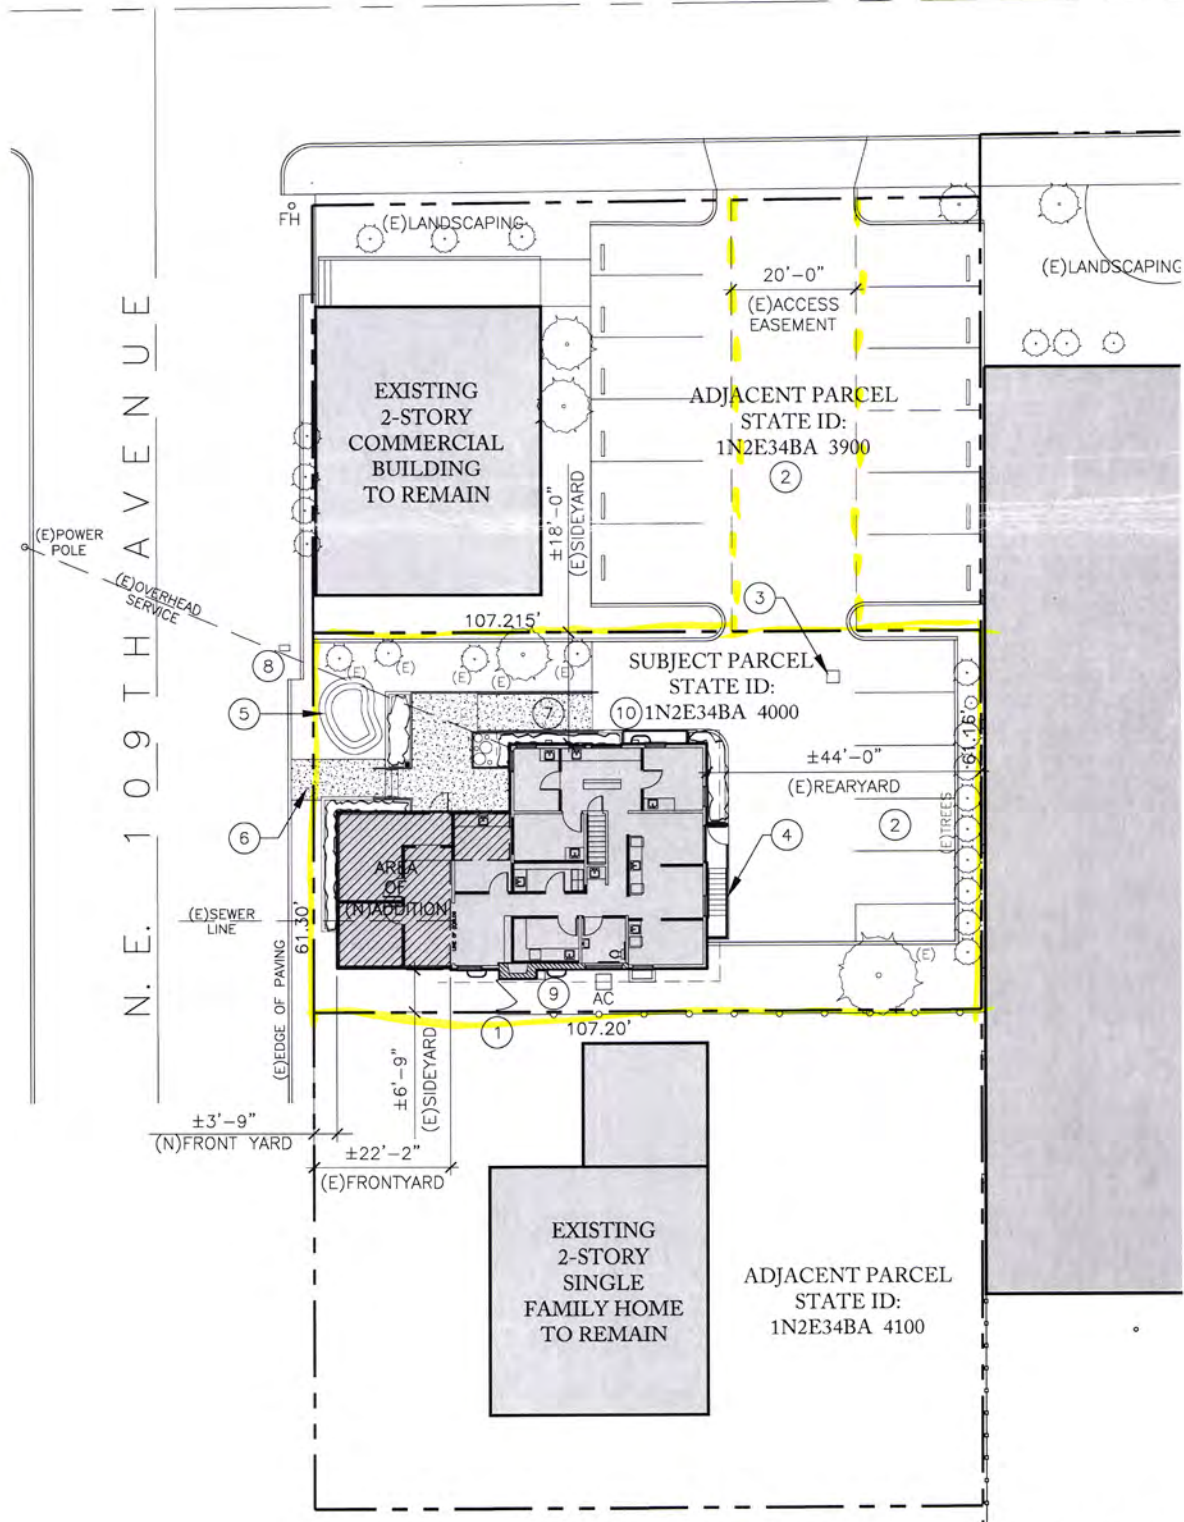 FH
(E)LANDSCAPING
20'-0"
(E)ACCESS
EASEMENT
(E)LANDSCAPING
N.E. 109TH AVENUE
EXISTING
2-STORY
COMMERCIAL
BUILDING
TO REMAIN
ADJACENT PARCEL
STATE ID:
1N2E34BA 3900
2
±18'-0"
(E)SIDEYARD
(E)POWER
POLE
(E)OVERHEAD
SERVICE
3
107.215'
8
(E)
(E)
(E)
(E)
(E)
SUBJECT PARCEL
STATE ID:
1N2E34BA 4000
5
7
10
61.16'
±44'-0"
(E)REARYARD
6
2
(E)TREES
4
AREA
OF
(N)ADDITION
(E)SEWER
LINE
61.30'
(E)EDGE OF PAVING
(E)
9
AC
1
107.20'
±6'-9"
(E)SIDEYARD
±3'-9"
(N)FRONT YARD
±22'-2"
(E)FRONTYARD
EXISTING
2-STORY
SINGLE
FAMILY HOME
TO REMAIN
ADJACENT PARCEL
STATE ID:
1N2E34BA 4100